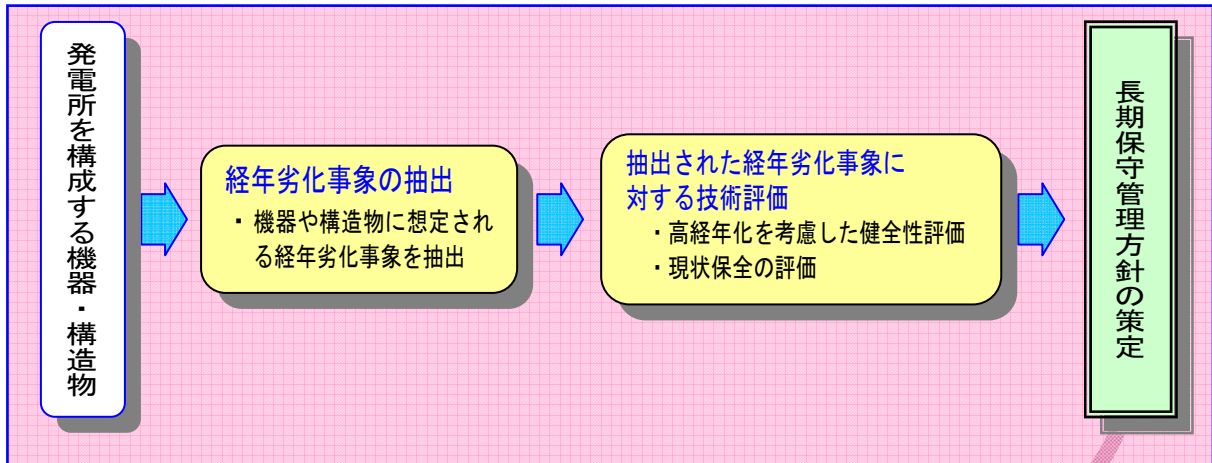 発電所を構成する機器・構造物
経年劣化事象の抽出
・機器や構造物に想定され
る経年劣化事象を抽出
抽出された経年劣化事象に
対する技術評価
・高経年化を考慮した健全性評価
・現状保全の評価
長期保守管理方針の策定